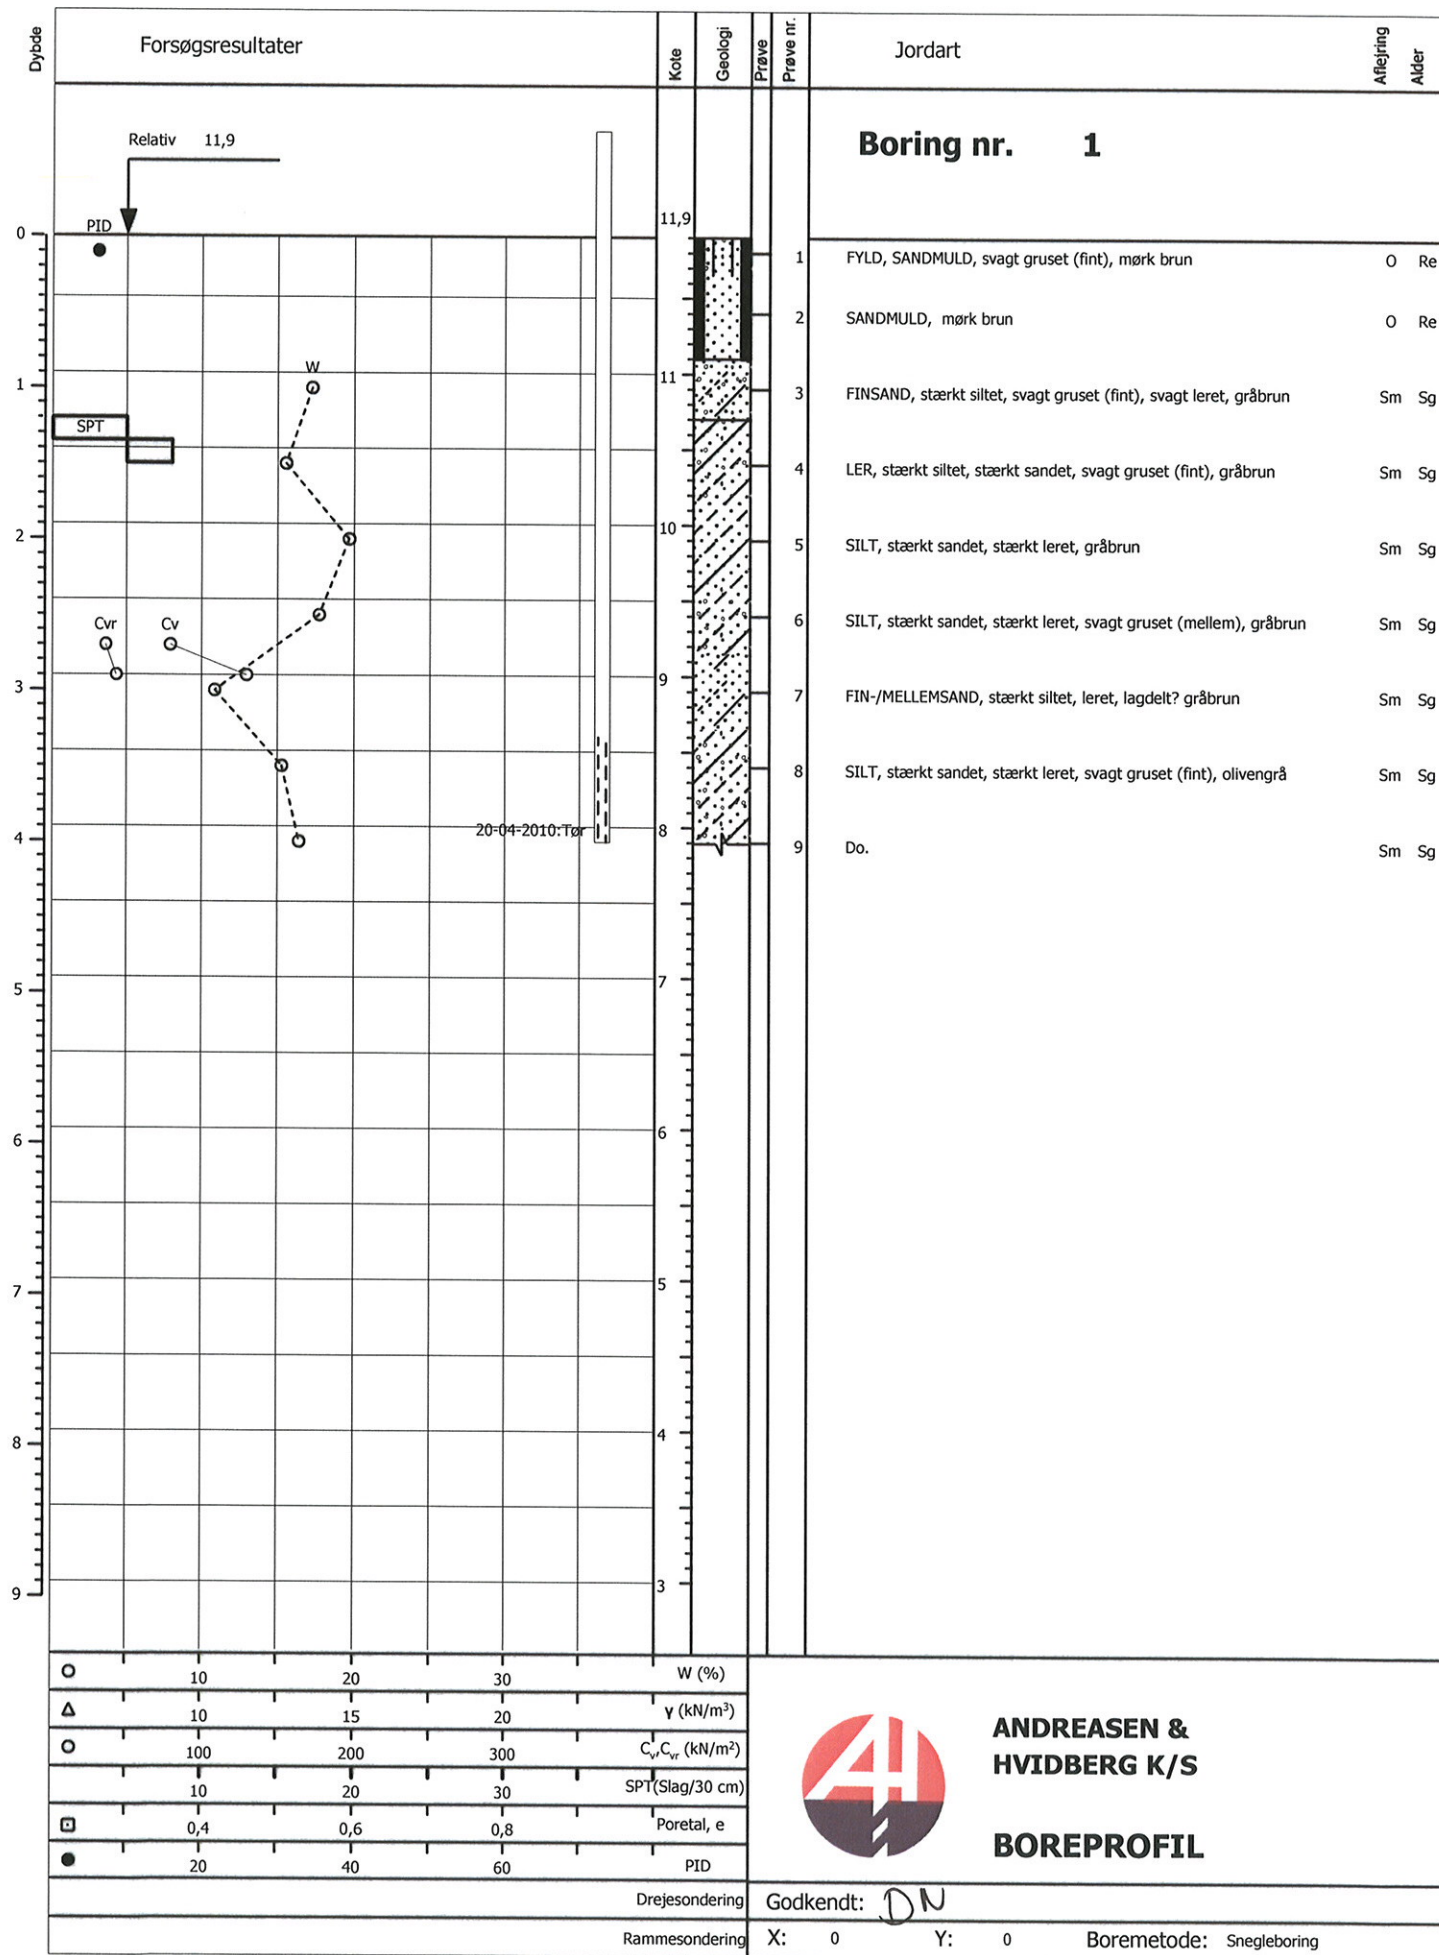 Dybde
Forsøgsresultater
Kote
Geologi
Prøve
Prøve nr.
Jordart
Aflejring
Alder
Relativ 11,9
Boring nr. 1
PID
11,9
0
1 FYLD, SANDMULD, svagt gruset (fint), mørk brun O Re
2 SANDMULD, mørk brun O Re
W
1
11
3 FINSAND, stærkt siltet, svagt gruset (fint), svagt leret, gråbrun Sm Sg
SPT
4 LER, stærkt siltet, stærkt sandet, svagt gruset (fint), gråbrun Sm Sg
2
10
5 SILT, stærkt sandet, stærkt leret, gråbrun Sm Sg
Cvr Cv
6 SILT, stærkt sandet, stærkt leret, svagt gruset (mellem), gråbrun Sm Sg
3
9
7 FIN-/MELLEMSAND, stærkt siltet, leret, lagdelt? gråbrun Sm Sg
8 SILT, stærkt sandet, stærkt leret, svagt gruset (fint), olivengrå Sm Sg
4
20-04-2010:Tør
8
9 Do. Sm Sg
5
7
6
6
7
5
8
4
9
3
10 20 30 W (%)
10 15 20 γ (kN/m³)
100 200 300 Cv,Cvr (kN/m²)
10 20 30 SPT(Slag/30 cm)
0,4 0,6 0,8 Poretal, e
20 40 60 PID
Drejesondering
Rammesondering
ANDREASEN &
HVIDBERG K/S
BOREPROFIL
Godkendt: DN
X: 0 Y: 0 Boremetode: Snegleboring